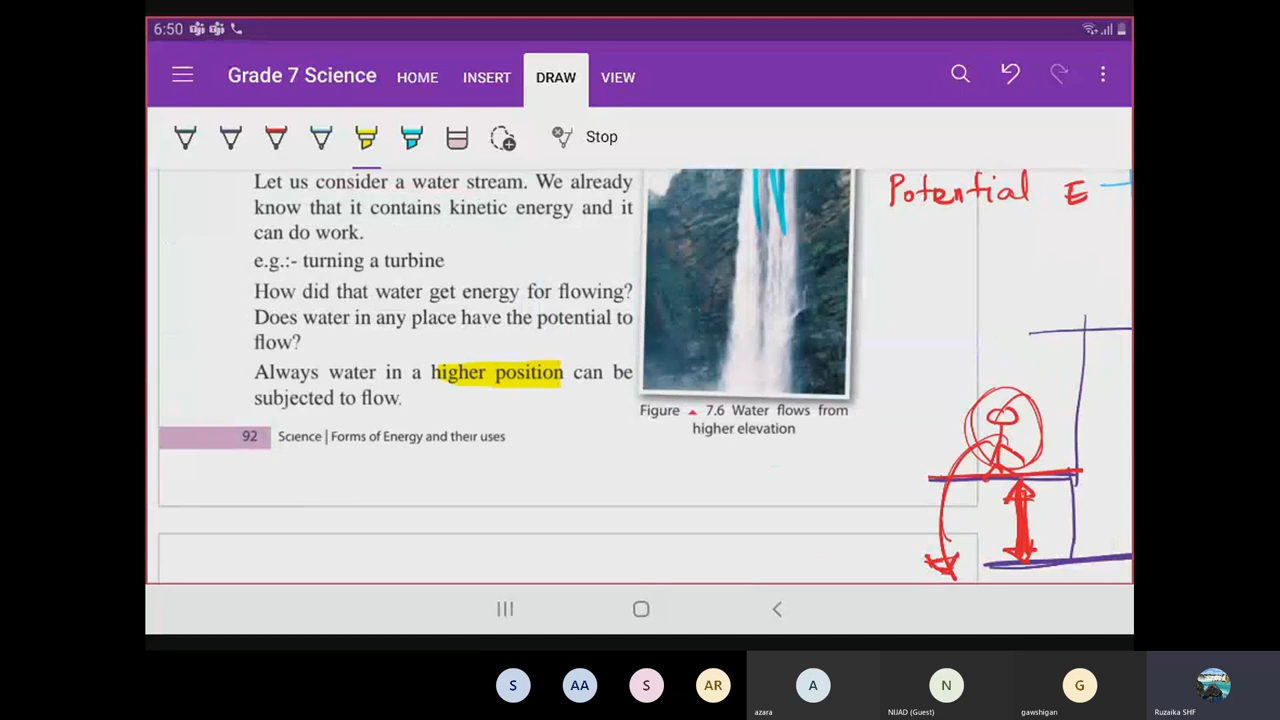 6:50
Grade 7 Science HOME INSERT DRAW VIEW
Stop
Let us consider a water stream. We already
know that it contains kinetic energy and it
can do work.
e.g.:- turning a turbine
How did that water get energy for flowing?
Does water in any place have the potential to
flow?
Always water in a higher position can be
subjected to flow.
Figure ▲ 7.6 Water flows from
higher elevation
92 Science | Forms of Energy and their uses
Potential E
S AA S AR A N G
azara NIJAD (Guest) gawshigan Ruzaika SHF